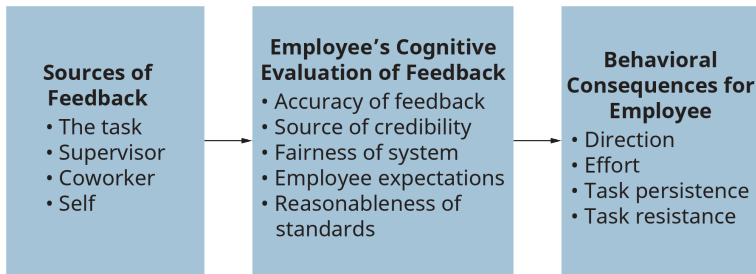 Sources of
Feedback
• The task
• Supervisor
• Coworker
• Self
Employee’s Cognitive
Evaluation of Feedback
• Accuracy of feedback
• Source of credibility
• Fairness of system
• Employee expectations
• Reasonableness of
standards
Behavioral
Consequences for
Employee
• Direction
• Effort
• Task persistence
• Task resistance